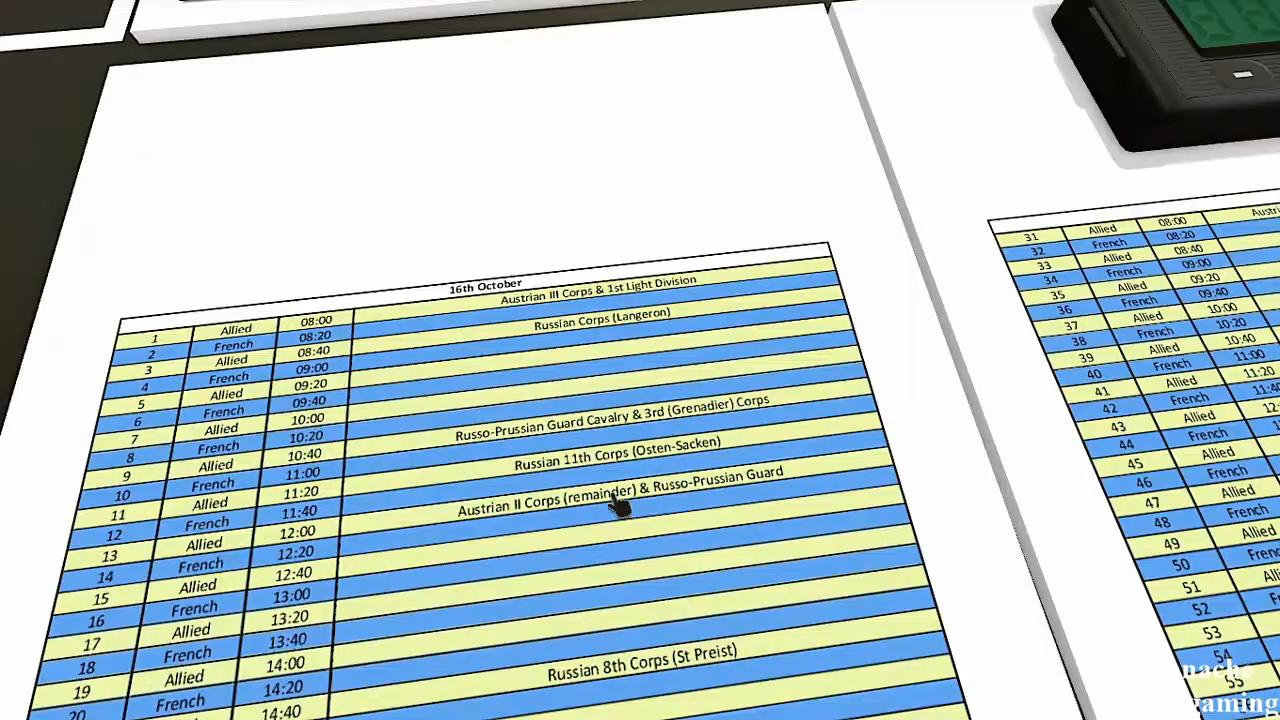 16th October
1 Allied 08:00 Austrian III Corps & 1st Light Division
2 French 08:20
3 Allied 08:40 Russian Corps (Langeron)
4 French 09:00
5 Allied 09:20
6 French 09:40
7 Allied 10:00
8 French 10:20
9 Allied 10:40 Russo-Prussian Guard Cavalry & 3rd (Grenadier) Corps
10 French 11:00
11 Allied 11:20 Russian 11th Corps (Osten-Sacken)
12 French 11:40
13 Allied 12:00 Austrian II Corps (remainder) & Russo-Prussian Guard
14 French 12:20
15 Allied 12:40
16 French 13:00
17 Allied 13:20
18 French 13:40
19 Allied 14:00
20 French 14:20
14:40 Russian 8th Corps (St Preist)
31 Allied 08:00
32 French 08:20
33 Allied 08:40
34 French 09:00
35 Allied 09:20
36 French 09:40
37 Allied 10:00
38 French 10:20
39 Allied 10:40
40 French 11:00
41 Allied 11:20
42 French
43 Allied
44 French
45 Allied
46 French
47 Allied
48 French
49 Allied
50
51
52
53
54
55
nache
gaming